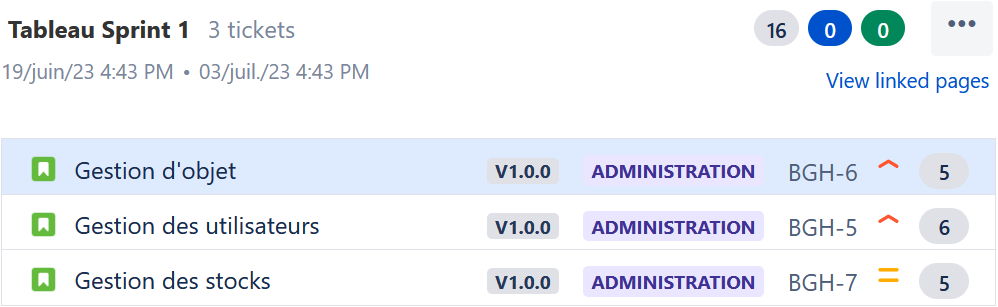 Tableau Sprint 1 3 tickets 16 0 0 •••
19/juin/23 4:43 PM • 03/juil./23 4:43 PM
View linked pages
Gestion d'objet V1.0.0 ADMINISTRATION BGH-6 5
Gestion des utilisateurs V1.0.0 ADMINISTRATION BGH-5 6
Gestion des stocks V1.0.0 ADMINISTRATION BGH-7 5